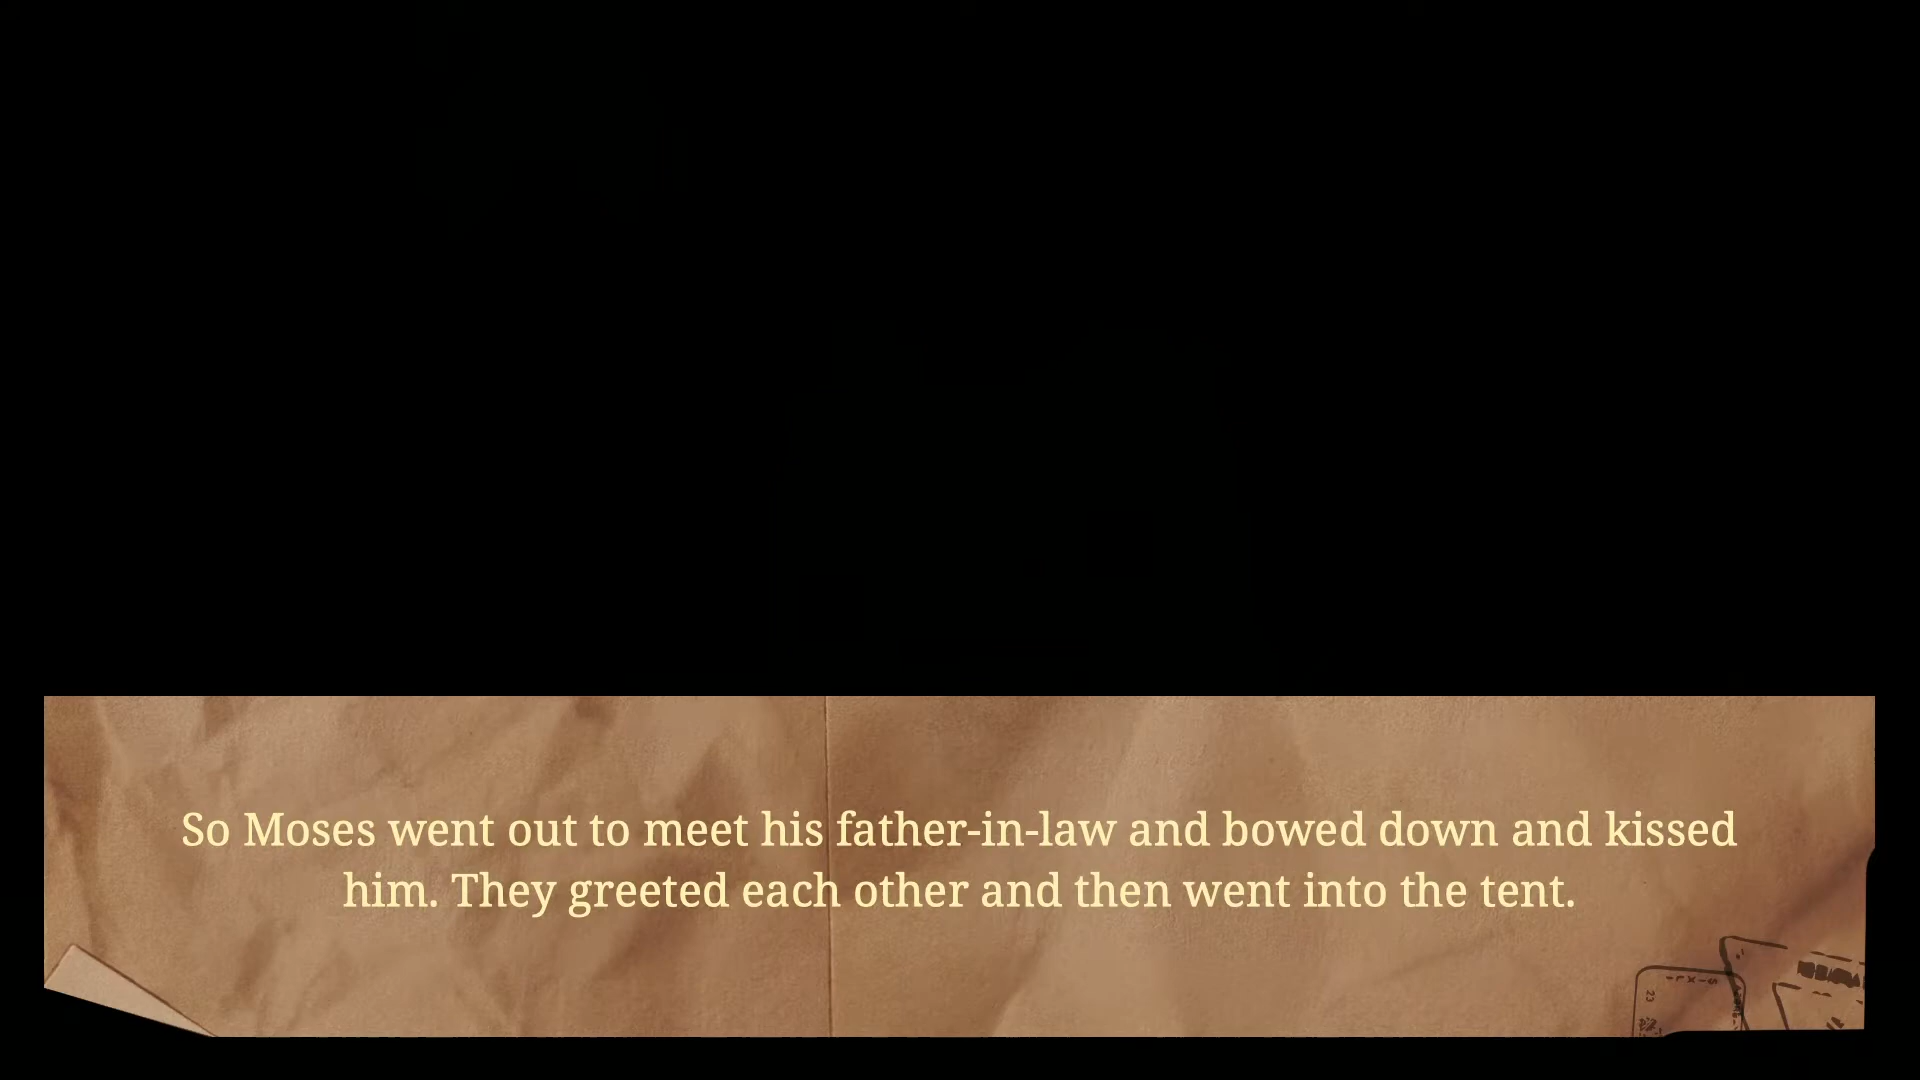 So Moses went out to meet his father-in-law and bowed down and kissed
him. They greeted each other and then went into the tent.
23